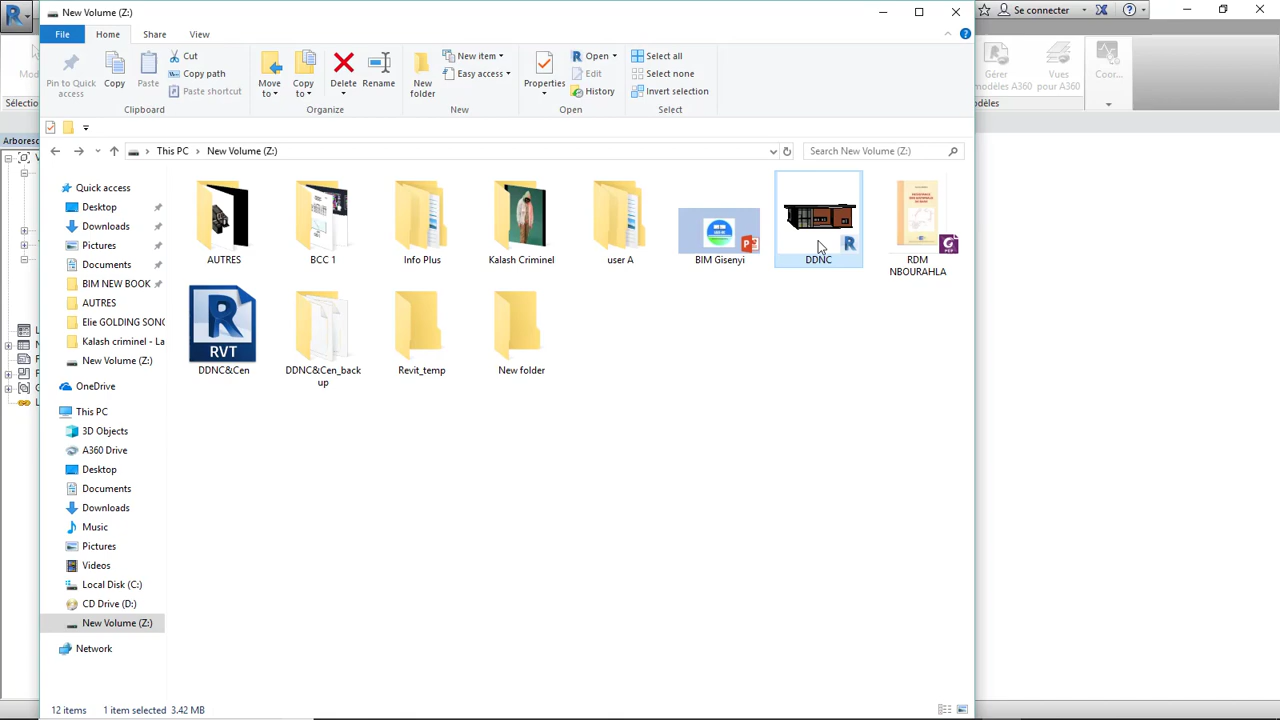 New Volume (Z:)
Se connecter
File
Home
Share
View
Pin to Quick access
Copy
Paste
Cut
Copy path
Paste shortcut
Clipboard
Move to
Copy to
Delete
Rename
Organize
New folder
New item
Easy access
New
Properties
Open
Edit
History
Open
Select all
Select none
Invert selection
Select
Gérer modèles A360
Vues pour A360
Coor...
Sélectio
odèles
Arboresc
This PC
New Volume (Z:)
Search New Volume (Z:)
Quick access
Desktop
Downloads
Pictures
Documents
BIM NEW BOOK
AUTRES
Elie GOLDING SONG
Kalash criminel - La
New Volume (Z:)
OneDrive
This PC
3D Objects
A360 Drive
Desktop
Documents
Downloads
Music
Pictures
Videos
Local Disk (C:)
CD Drive (D:)
New Volume (Z:)
Network
AUTRES
BCC 1
Info Plus
Kalash Criminel
user A
BIM Gisenyi
DDNC
RDM
NBOURAHLA
R
RVT
DDNC&Cen
DDNC&Cen_back
up
Revit_temp
New folder
12 items
1 item selected
3.42 MB